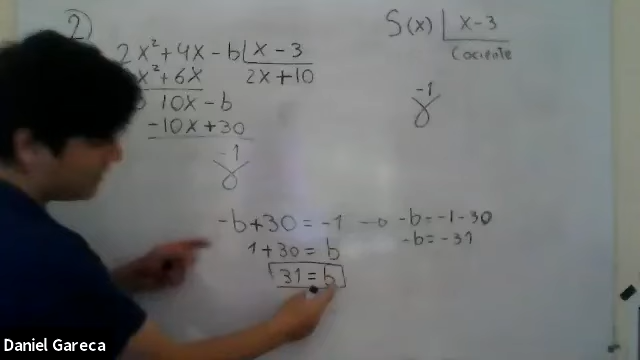 2)
2x² + 4x - b | x - 3
x² + 6x   2x + 10
10x - b
-10x + 30
-1
S(x) | x - 3
Cociente
-1
-b + 30 = -1 → -b = -1 - 30
1 + 30 = b   -b = -31
31 = b
Daniel Gareca